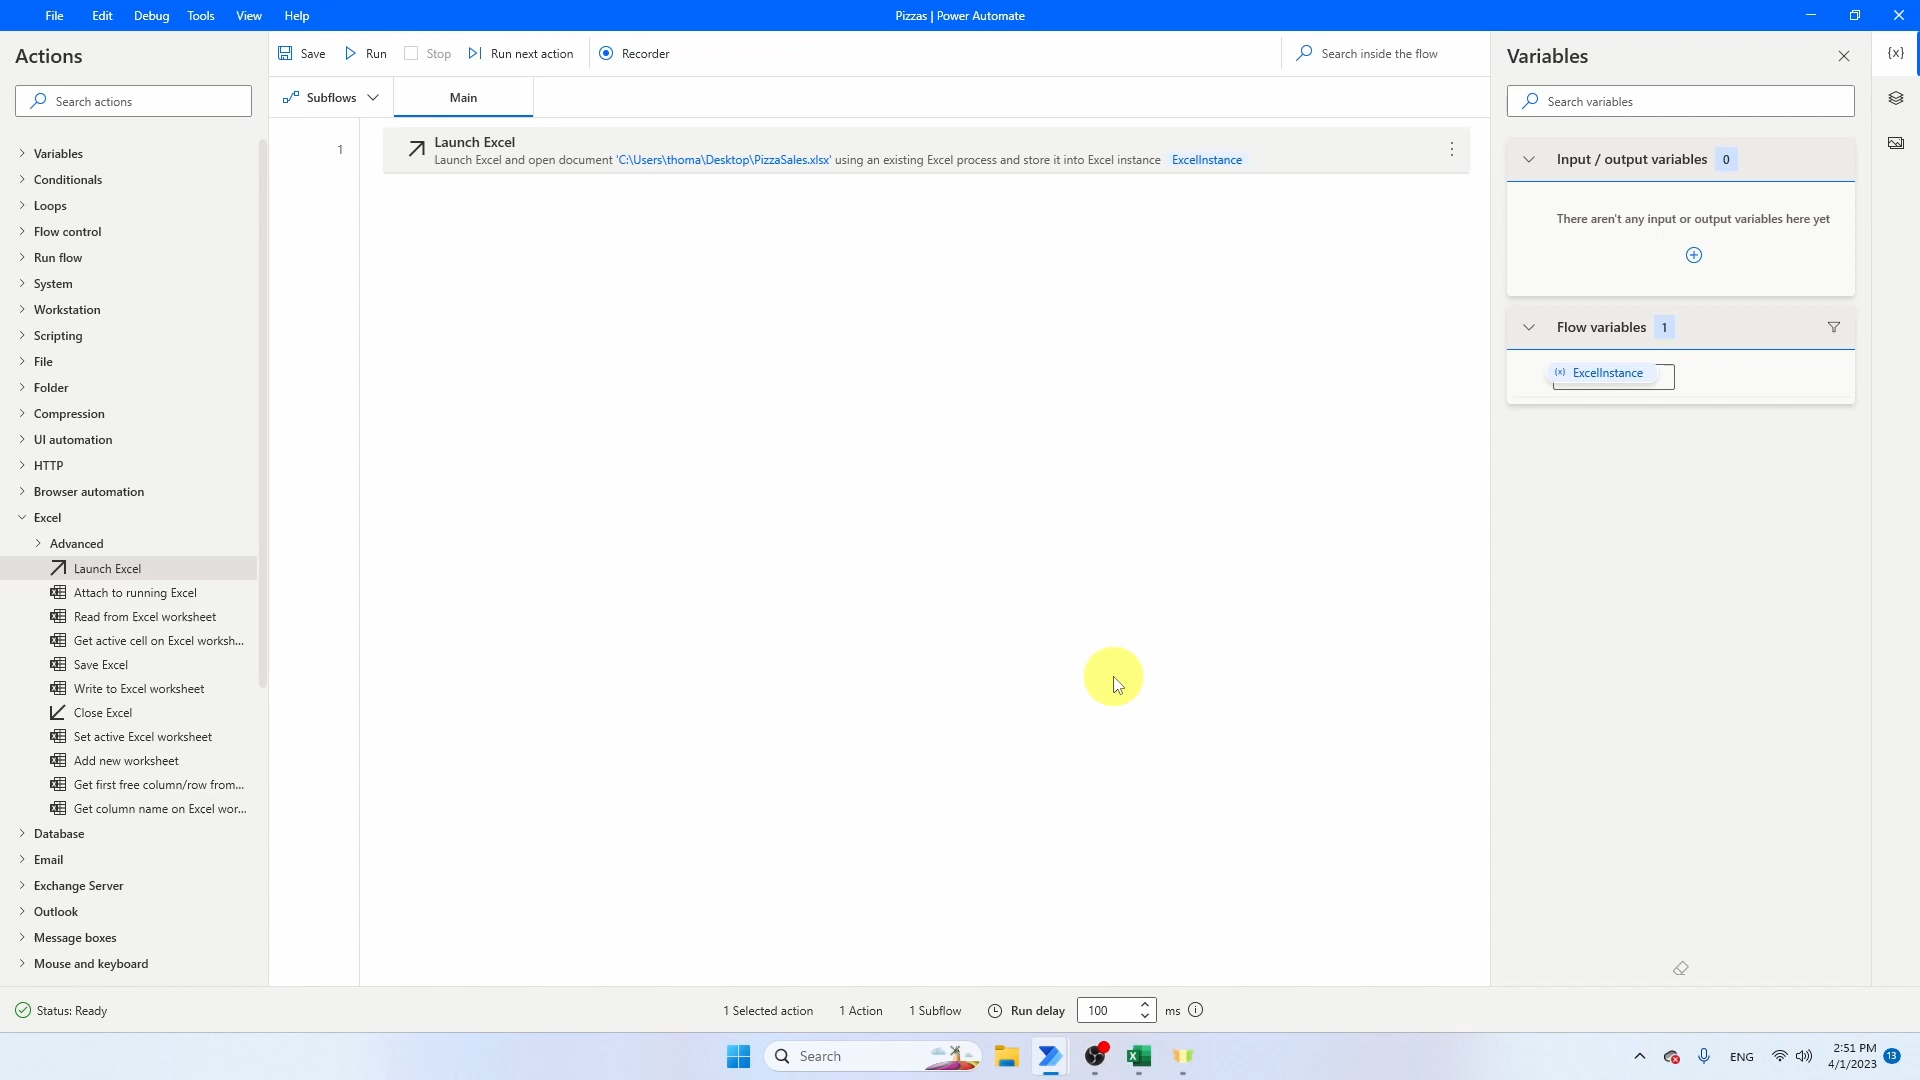 File Edit Debug Tools View Help
Pizzas | Power Automate
Actions
Search actions
Variables
Conditionals
Loops
Flow control
Run flow
System
Workstation
Scripting
File
Folder
Compression
UI automation
HTTP
Browser automation
Excel
Advanced
Launch Excel
Attach to running Excel
Read from Excel worksheet
Get active cell on Excel worksh...
Save Excel
Write to Excel worksheet
Close Excel
Set active Excel worksheet
Add new worksheet
Get first free column/row from...
Get column name on Excel wor...
Database
Email
Exchange Server
Outlook
Message boxes
Mouse and keyboard
Save Run Stop Run next action Recorder
Search inside the flow
Subflows Main
1
Launch Excel
Launch Excel and open document 'C:\Users\thoma\Desktop\PizzaSales.xlsx' using an existing Excel process and store it into Excel instance ExcelInstance
Variables
{x}
Search variables
Input / output variables 0
There aren't any input or output variables here yet
Flow variables 1
(x) ExcelInstance
Status: Ready
1 Selected action 1 Action 1 Subflow Run delay 100 ms
Search
ENG
2:51 PM
4/1/2023
13